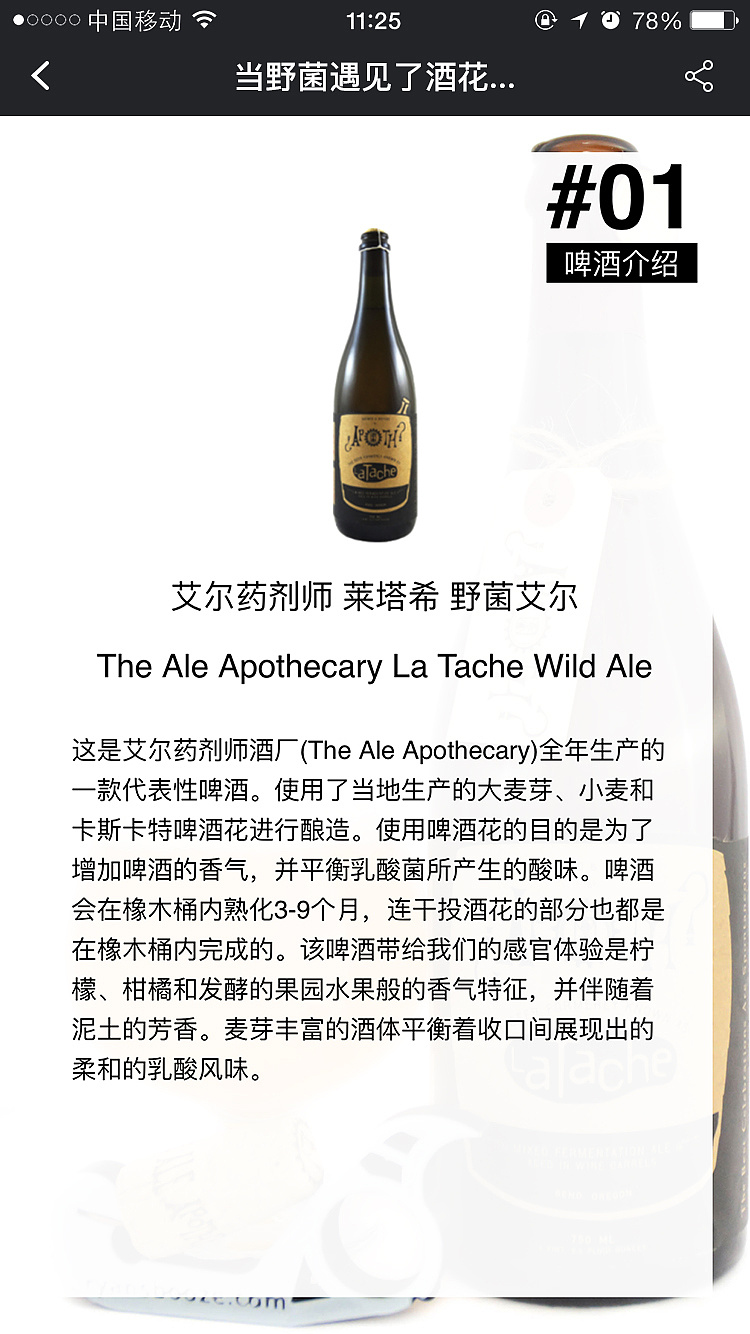 中国移动
11:25
78%
当野菌遇见了酒花...
#01
啤酒介绍
APOTH?
LaTache
艾尔药剂师 莱塔希 野菌艾尔
The Ale Apothecary La Tache Wild Ale
这是艾尔药剂师酒厂(The Ale Apothecary)全年生产的
一款代表性啤酒。使用了当地生产的大麦芽、小麦和
卡斯卡特啤酒花进行酿造。使用啤酒花的目的是为了
增加啤酒的香气，并平衡乳酸菌所产生的酸味。啤酒
会在橡木桶内熟化3-9个月，连干投酒花的部分也都是
在橡木桶内完成的。该啤酒带给我们的感官体验是柠
檬、柑橘和发酵的果园水果般的香气特征，并伴随着
泥土的芳香。麦芽丰富的酒体平衡着收口间展现出的
柔和的乳酸风味。
LaTache